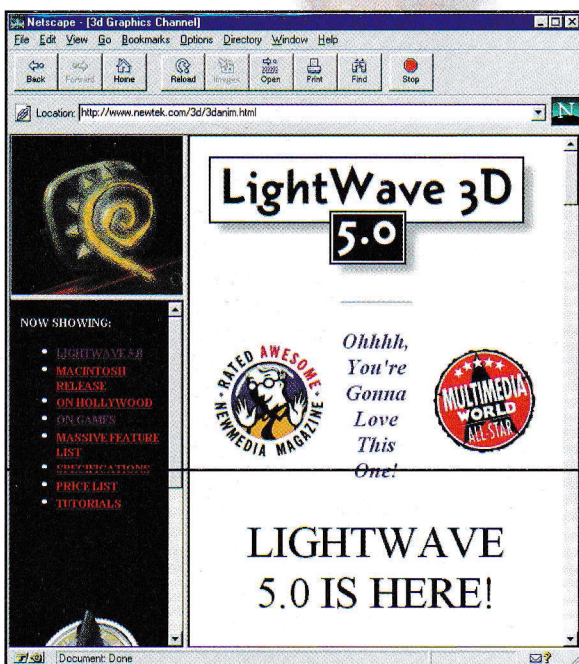 Netscape - [3d Graphics Channel]
File Edit View Go Bookmarks Options Directory Window Help
Back Forward Home Reload Images Open Print Find Stop
Location: http://www.newtek.com/3d/3danim.html
N
LightWave 3D
5.0
NOW SHOWING:
LIGHTWAVE 5.0
MACINTOSH
RELEASE
ON HOLLYWOOD
ON GAMES
MASSIVE FEATURE
LIST
SPECIFICATIONS
PRICE LIST
TUTORIALS
RATED AWESOME
NEWMEDIA MAGAZINE
Ohhhh,
You're
Gonna
Love
This
One!
MULTIMEDIA
WORLD
ALL-STAR
LIGHTWAVE
5.0 IS HERE!
Document: Done